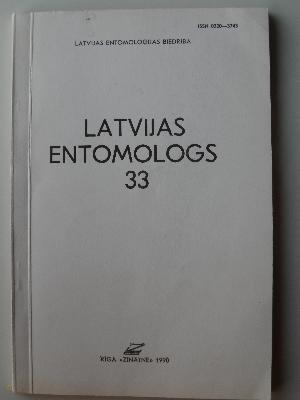 ISSN 0320—3743
LATVIJAS ENTOMOLOĢIJAS BIEDRĪBA
LATVIJAS
ENTOMOLOGS
33
RĪGA «ZINĀTNE» 1990